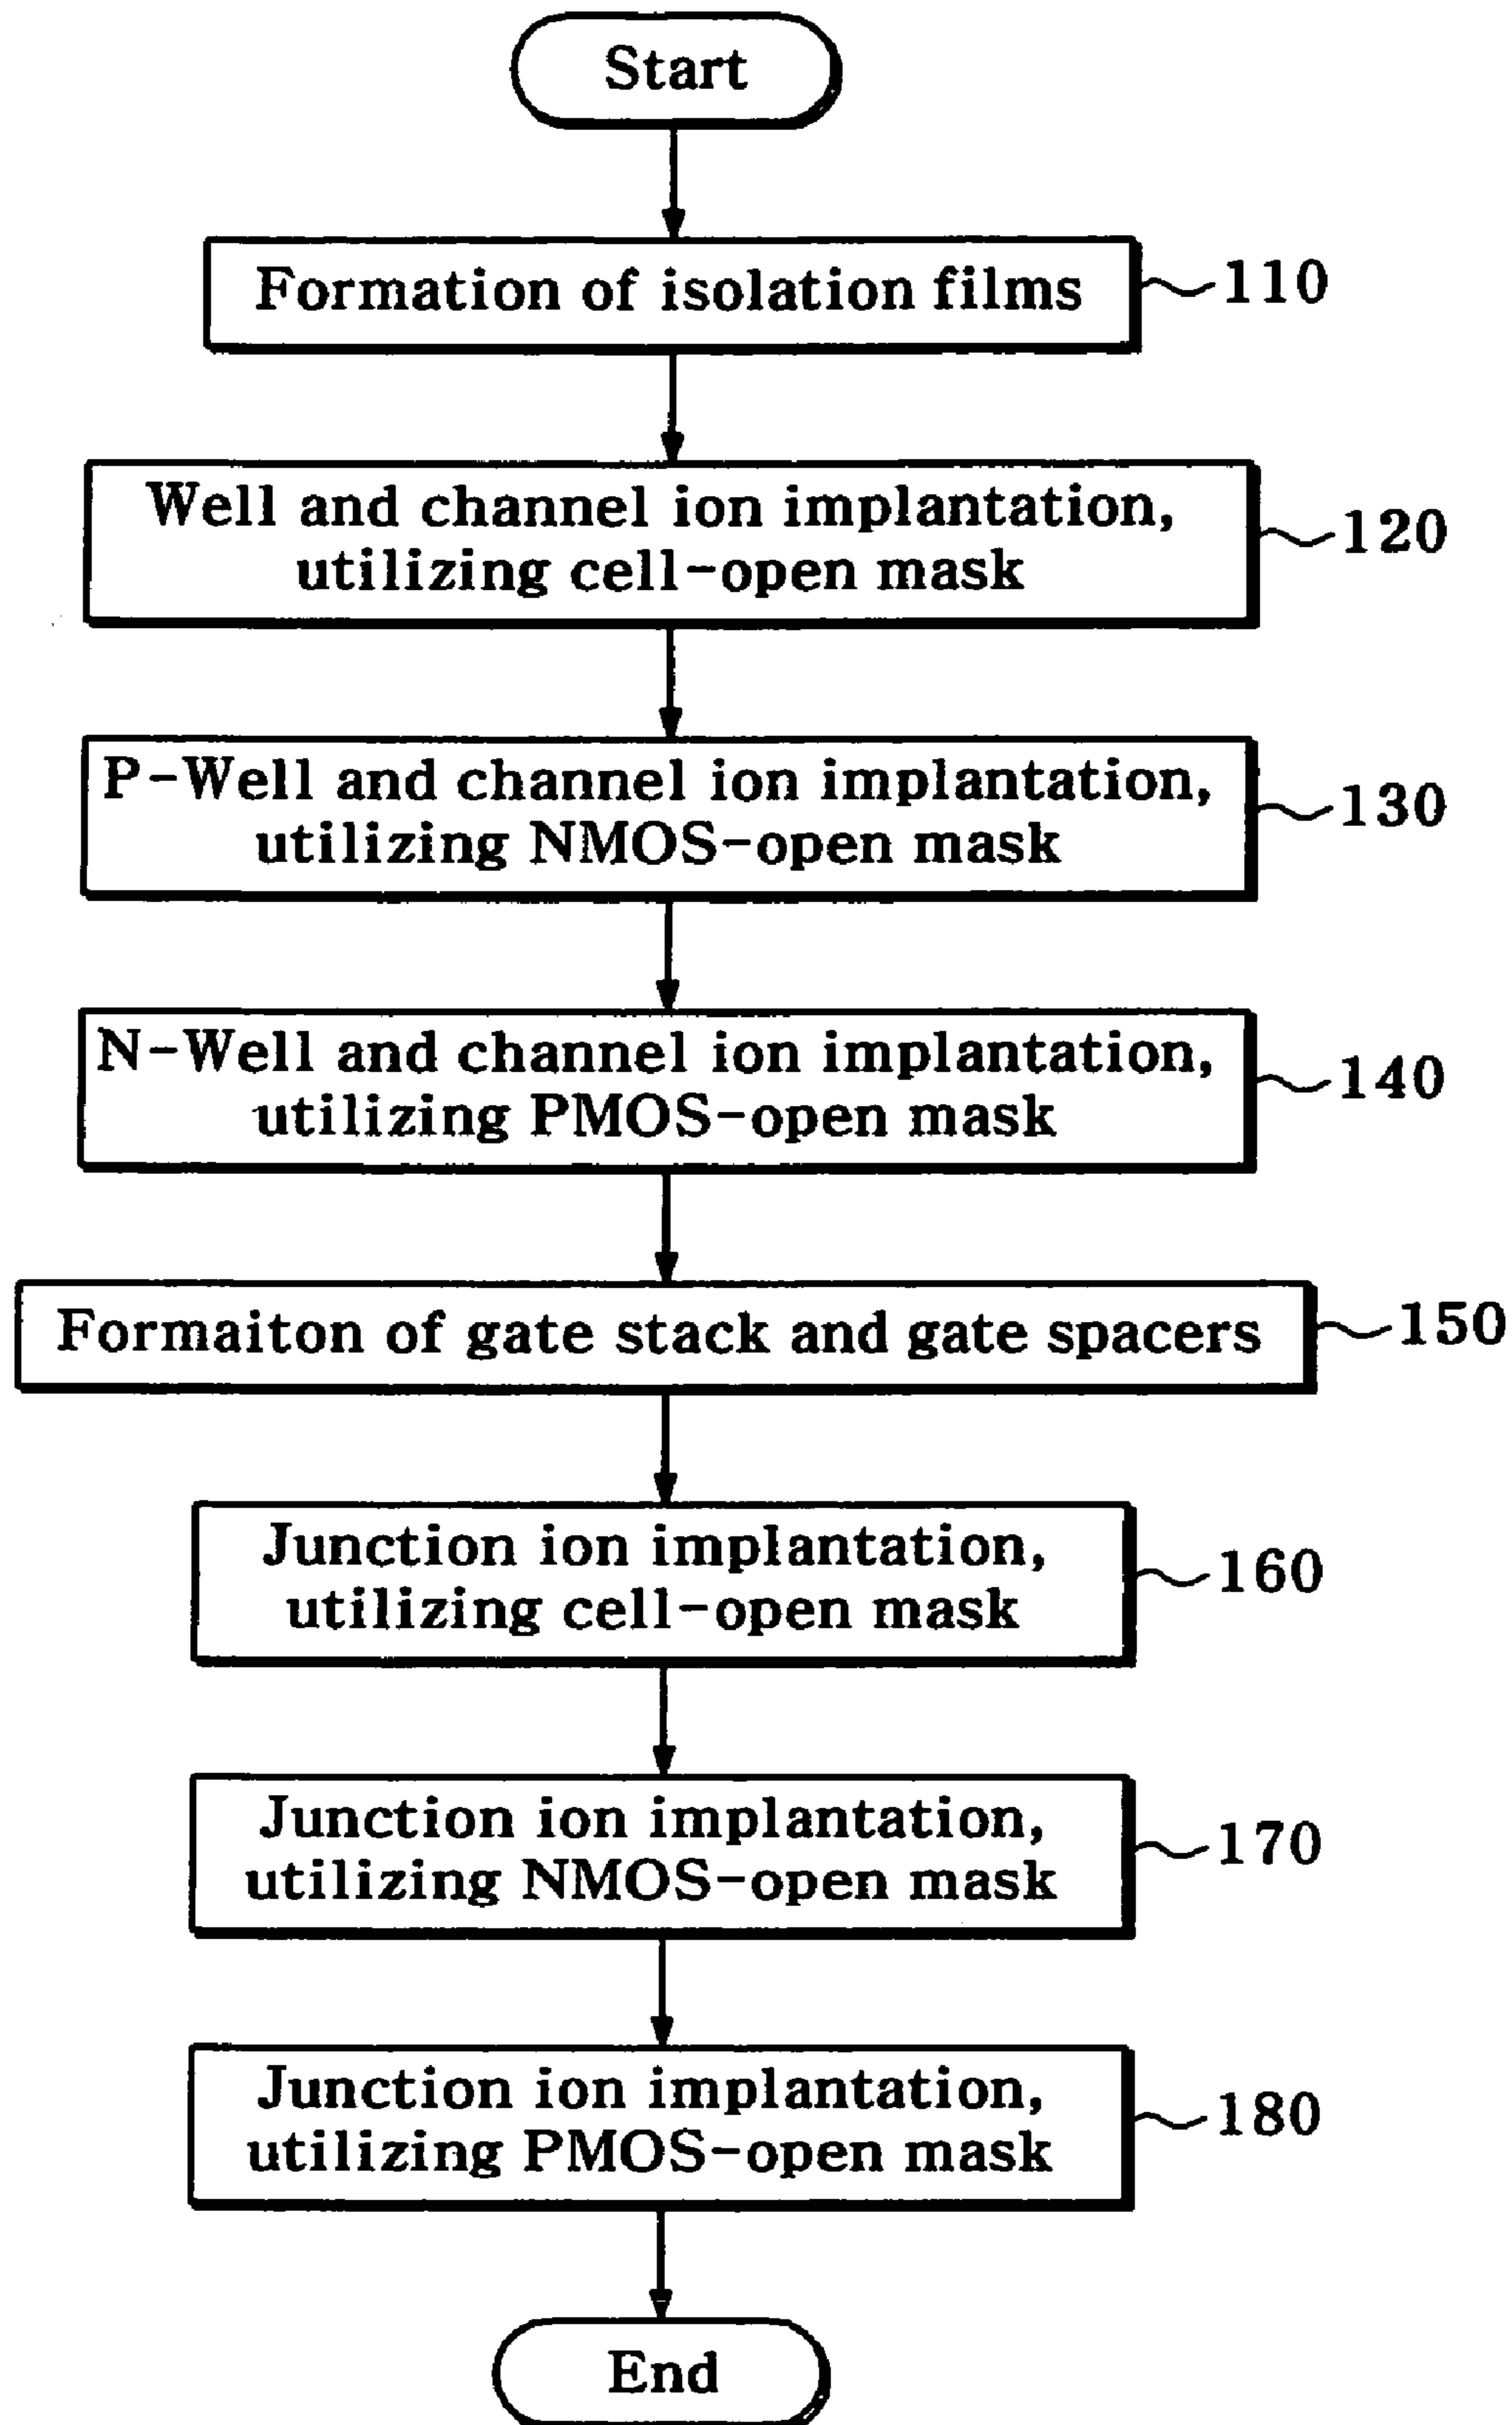 Start
Formation of isolation films
110
Well and channel ion implantation,
utilizing cell-open mask
120
P-Well and channel ion implantation,
utilizing NMOS-open mask
130
N-Well and channel ion implantation,
utilizing PMOS-open mask
140
Formaiton of gate stack and gate spacers
150
Junction ion implantation,
utilizing cell-open mask
160
Junction ion implantation,
utilizing NMOS-open mask
170
Junction ion implantation,
utilizing PMOS-open mask
180
End